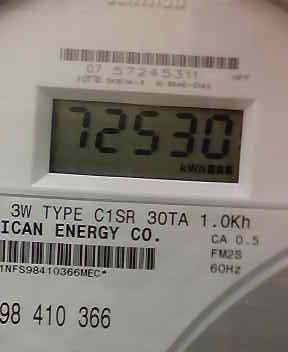 07 57245311
72530
kWh
3W TYPE C1SR 30TA 1.0Kh
ICAN ENERGY CO.
CA 0.5
FM2S
60Hz
1NFS98410366MEC*
98 410 366